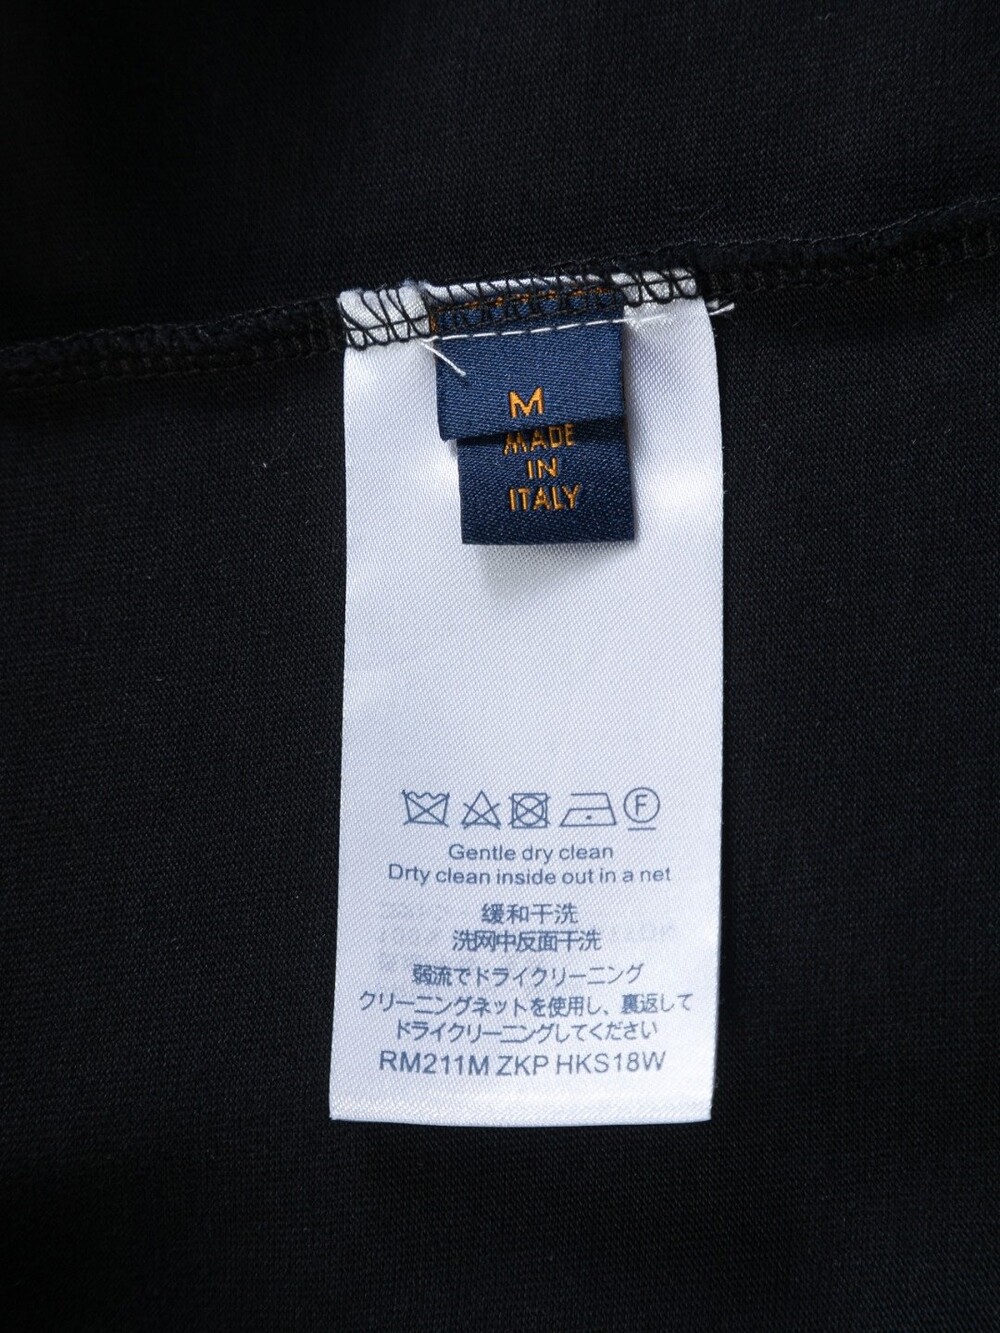 M
MADE
IN
ITALY
F
Gentle dry clean
Drty clean inside out in a net
缓和干洗
洗网中反面干洗
弱流でドライクリーニング
クリーニングネットを使用し、裏返して
ドライクリーニングしてください
RM211M ZKP HKS18W